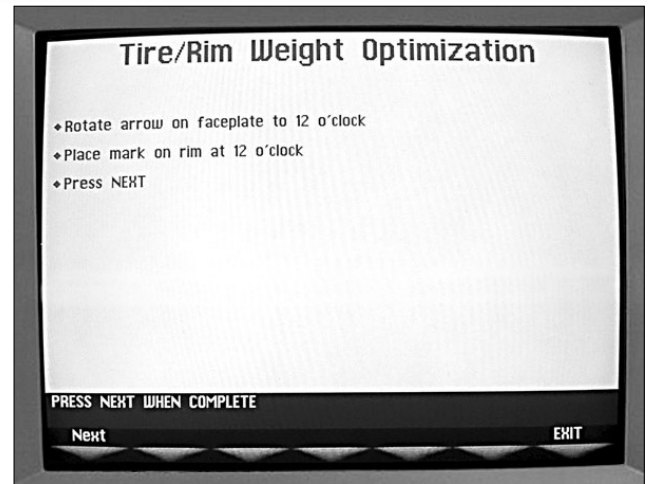 Tire/Rim Weight Optimization
◆Rotate arrow on faceplate to 12 o'clock
◆Place mark on rim at 12 o'clock
◆Press NEXT
PRESS NEXT WHEN COMPLETE
Next EXIT